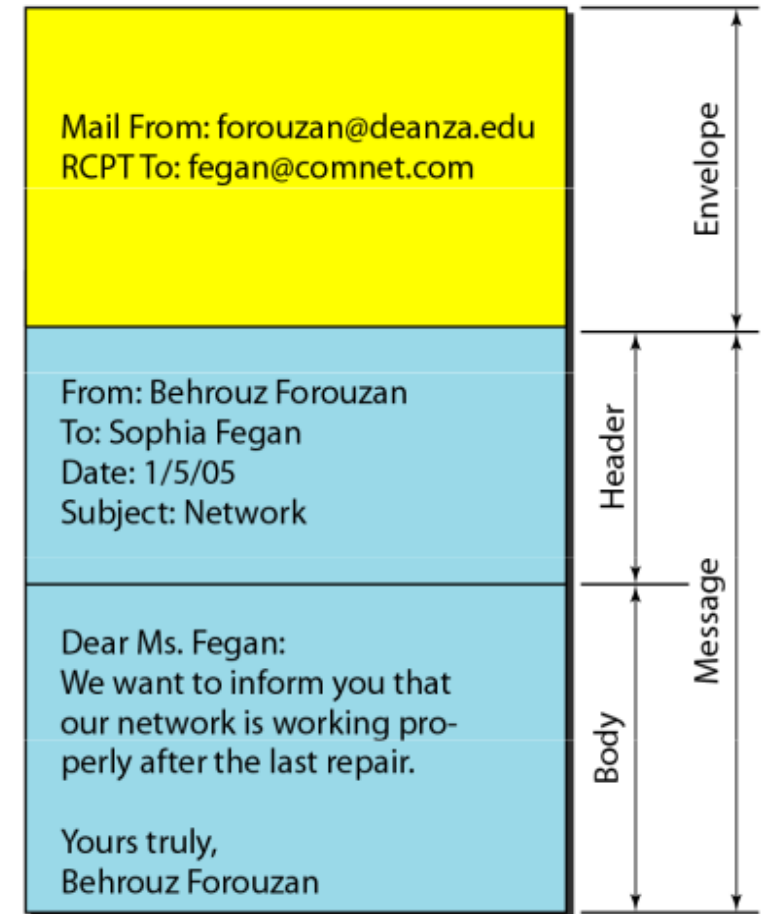 Mail From: forouzan@deanza.edu
RCPT To: fegan@comnet.com
Envelope
From: Behrouz Forouzan
To: Sophia Fegan
Date: 1/5/05
Subject: Network
Header
Message
Dear Ms. Fegan:
We want to inform you that
our network is working pro-
perly after the last repair.
Yours truly,
Behrouz Forouzan
Body